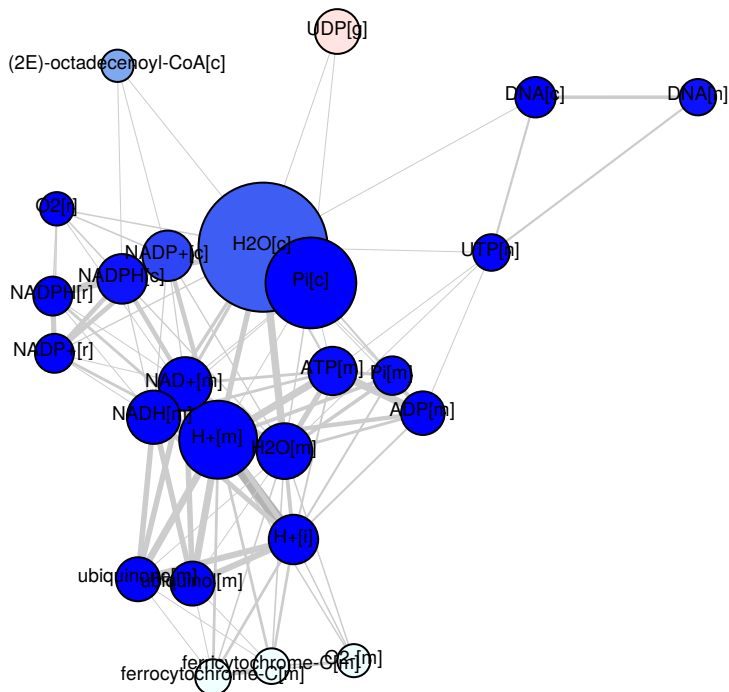 UDP[g]
(2E)-octadecenoyl-CoA[c]
DNA[c]
DNA[n]
O2[r]
H2O[c]
NADP+[c]
UTP[n]
NADPH[c]
Pi[c]
NADPH[r]
NADP+[r]
ATP[m]
Pi[m]
NAD+[m]
ADP[m]
NADH[m]
H+[m]
H2O[m]
H+[i]
ubiquinone[m]
ubiquinol[m]
ferricytochrome-C[m]
ferrocytochrome-C[m]